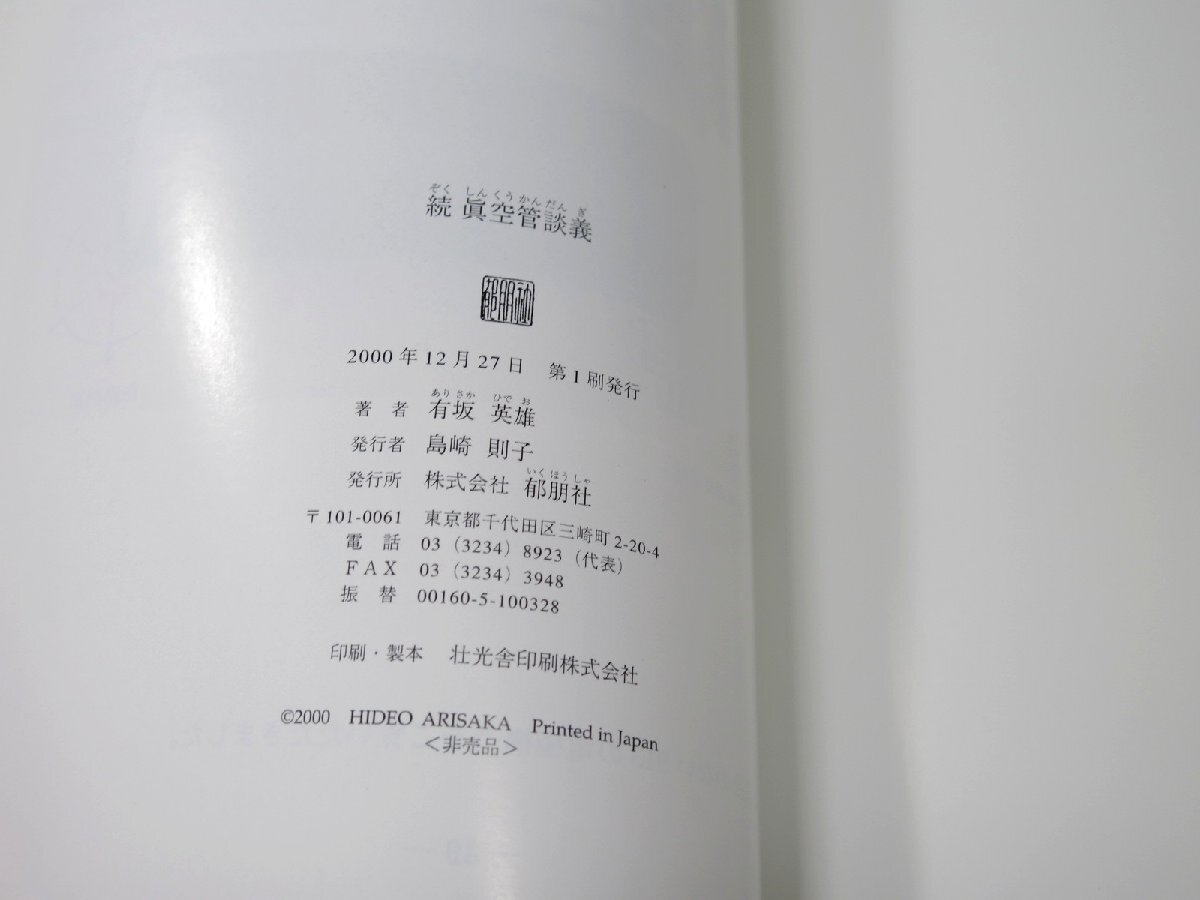 ぞく しんくうかんだん ぎ
続 眞空管談義
郁朋社
2000年12月27日 第1刷発行
ありさか ひで お
著 者 有坂 英雄
発行者 島崎 則子
いくほうしゃ
発行所 株式会社 郁朋社
〒101-0061 東京都千代田区三崎町2-20-4
電 話 03（3234）8923（代表）
FAX 03（3234）3948
振 替 00160-5-100328
印刷・製本 壮光舎印刷株式会社
©2000 HIDEO ARISAKA Printed in Japan
＜非売品＞